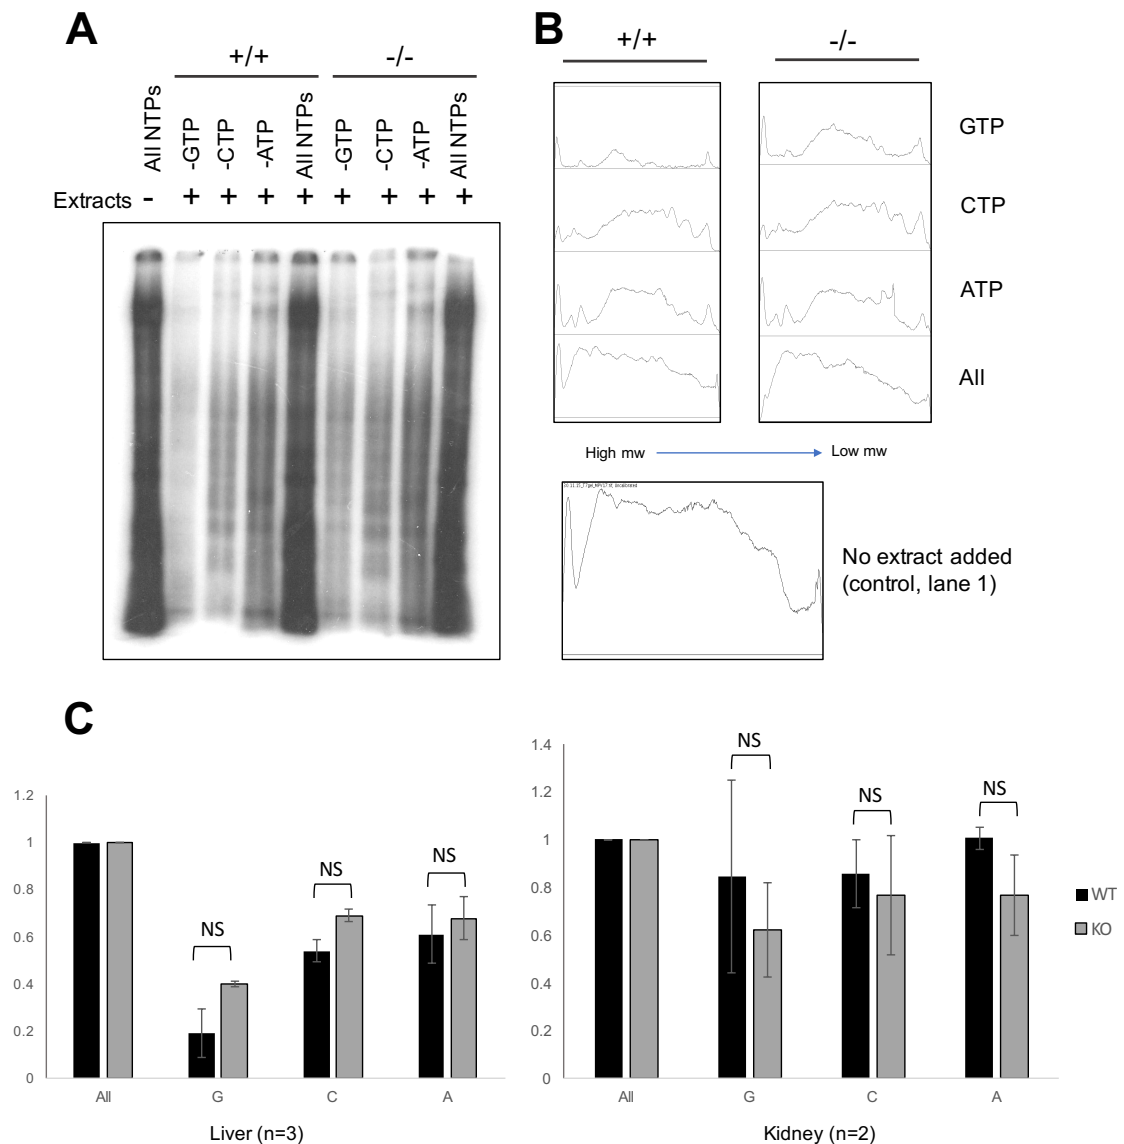 A
+/+
-/-
All NTPs
-GTP
-CTP
-ATP
All NTPs
-GTP
-CTP
-ATP
All NTPs
Extracts - + + + + + + + +
B
+/+
-/-
GTP
CTP
ATP
All
High mw
Low mw
No extract added
(control, lane 1)
C
1.2
1
0.8
0.6
0.4
0.2
0
NS
NS
NS
All G C A
Liver (n=3)
1.4
1.2
1
0.8
0.6
0.4
0.2
0
NS
NS
NS
All G C A
Kidney (n=2)
WT
KO